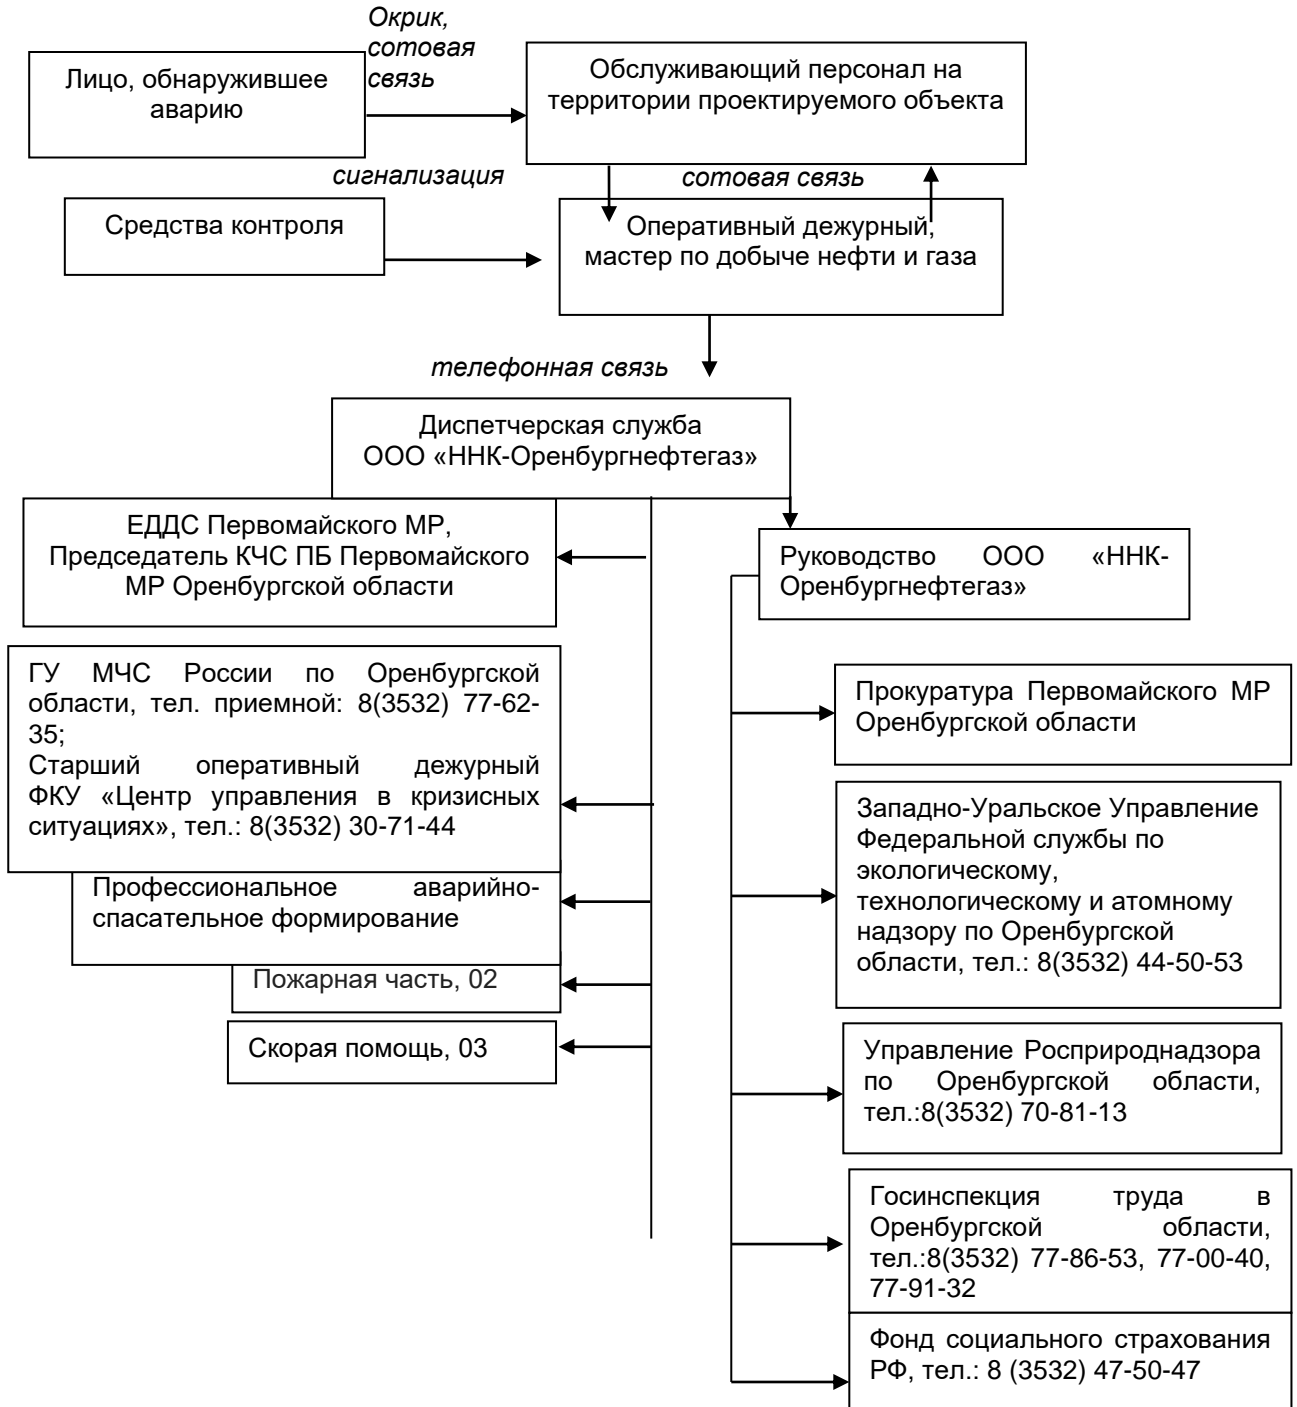 Окрик,
сотовая
связь
Лицо, обнаружившее
аварию
Обслуживающий персонал на
территории проектируемого объекта
сигнализация
сотовая связь
Средства контроля
Оперативный дежурный,
мастер по добыче нефти и газа
телефонная связь
Диспетчерская служба
ООО «ННК-Оренбургнефтегаз»
ЕДДС Первомайского МР,
Председатель КЧС ПБ Первомайского
МР Оренбургской области
Руководство ООО «ННК-
Оренбургнефтегаз»
ГУ МЧС России по Оренбургской
области, тел. приемной: 8(3532) 77-62-
35;
Старший оперативный дежурный
ФКУ «Центр управления в кризисных
ситуациях», тел.: 8(3532) 30-71-44
Профессиональное аварийно-
спасательное формирование
Пожарная часть, 02
Скорая помощь, 03
Прокуратура Первомайского МР
Оренбургской области
Западно-Уральское Управление
Федеральной службы по
экологическому,
технологическому и атомному
надзору по Оренбургской
области, тел.: 8(3532) 44-50-53
Управление Росприроднадзора
по Оренбургской области,
тел.:8(3532) 70-81-13
Госинспекция труда в
Оренбургской области,
тел.:8(3532) 77-86-53, 77-00-40,
77-91-32
Фонд социального страхования
РФ, тел.: 8 (3532) 47-50-47